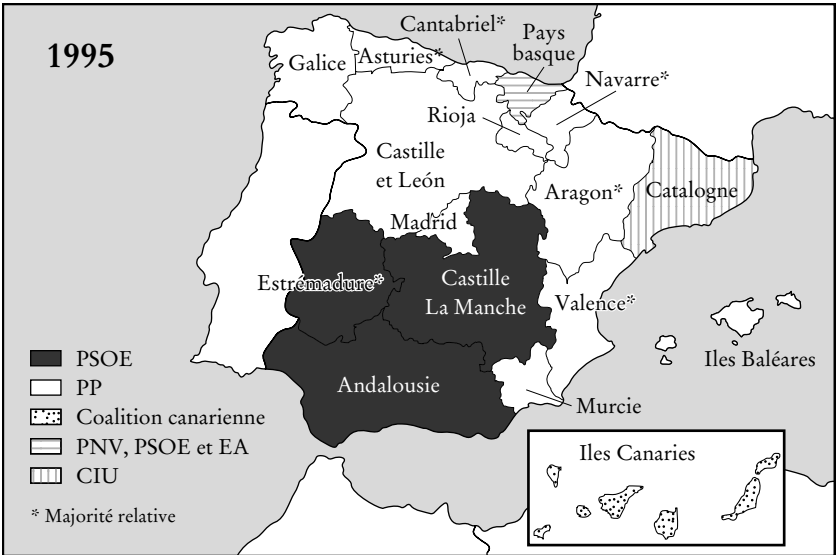 1995
Cantabriel*
Pays
basque
Galice
Asturies*
Navarre*
Rioja
Castille
et León
Aragon*
Catalogne
Madrid
Estrémadure*
Castille
La Manche
Valence*
Iles Baléares
Andalousie
Murcie
PSOE
PP
Coalition canarienne
PNV, PSOE et EA
CIU
* Majorité relative
Iles Canaries